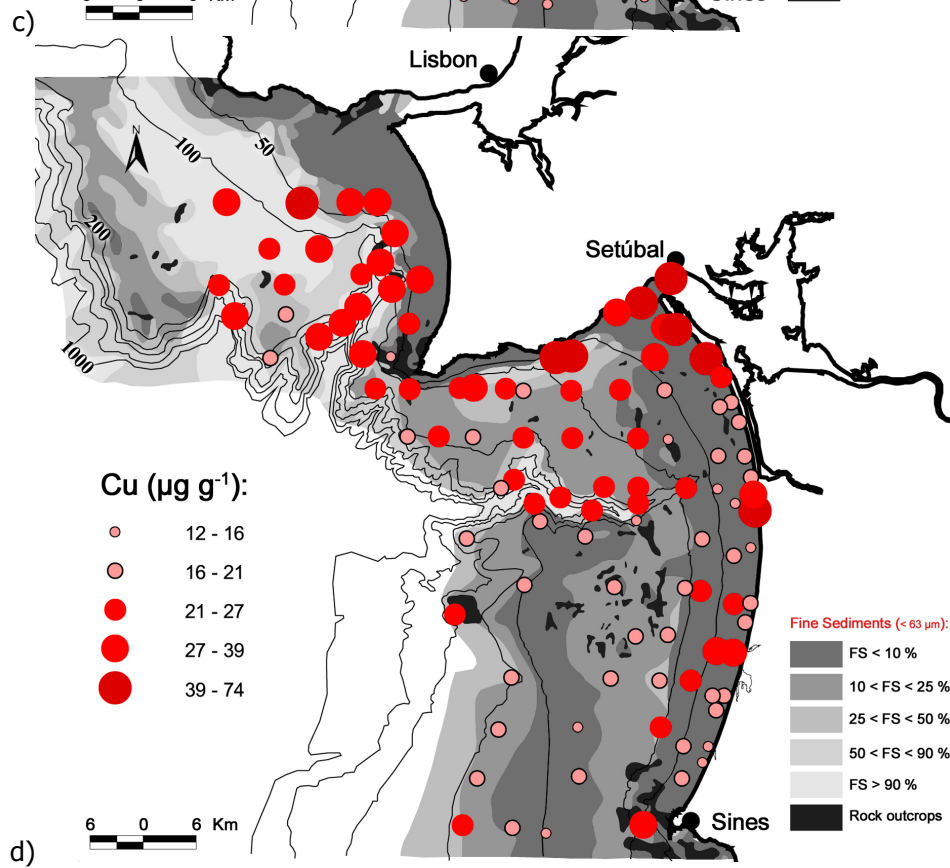 Km
c)
Lisbon
N
50
100
200
Setúbal
1000
Cu (µg g-1):
12 - 16
16 - 21
21 - 27
27 - 39
39 - 74
Fine Sediments (< 63 µm):
FS < 10 %
10 < FS < 25 %
25 < FS < 50 %
50 < FS < 90 %
FS > 90 %
Rock outcrops
6 0 6 Km
Sines
d)